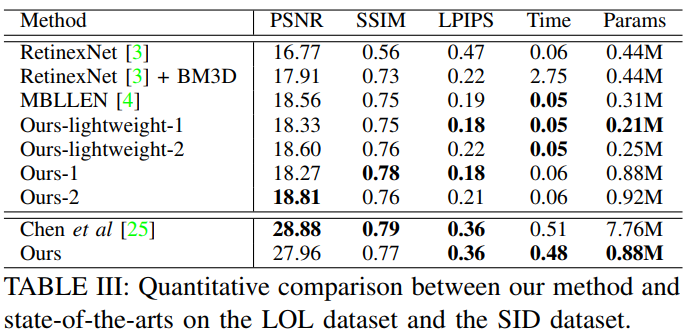 Method PSNR SSIM LPIPS Time Params
RetinexNet [3] 16.77 0.56 0.47 0.06 0.44M
RetinexNet [3] + BM3D 17.91 0.73 0.22 2.75 0.44M
MBLLEN [4] 18.56 0.75 0.19 0.05 0.31M
Ours-lightweight-1 18.33 0.75 0.18 0.05 0.21M
Ours-lightweight-2 18.60 0.76 0.22 0.05 0.25M
Ours-1 18.27 0.78 0.18 0.06 0.88M
Ours-2 18.81 0.76 0.21 0.06 0.92M
Chen et al [25] 28.88 0.79 0.36 0.51 7.76M
Ours 27.96 0.77 0.36 0.48 0.88M
TABLE III: Quantitative comparison between our method and
state-of-the-arts on the LOL dataset and the SID dataset.